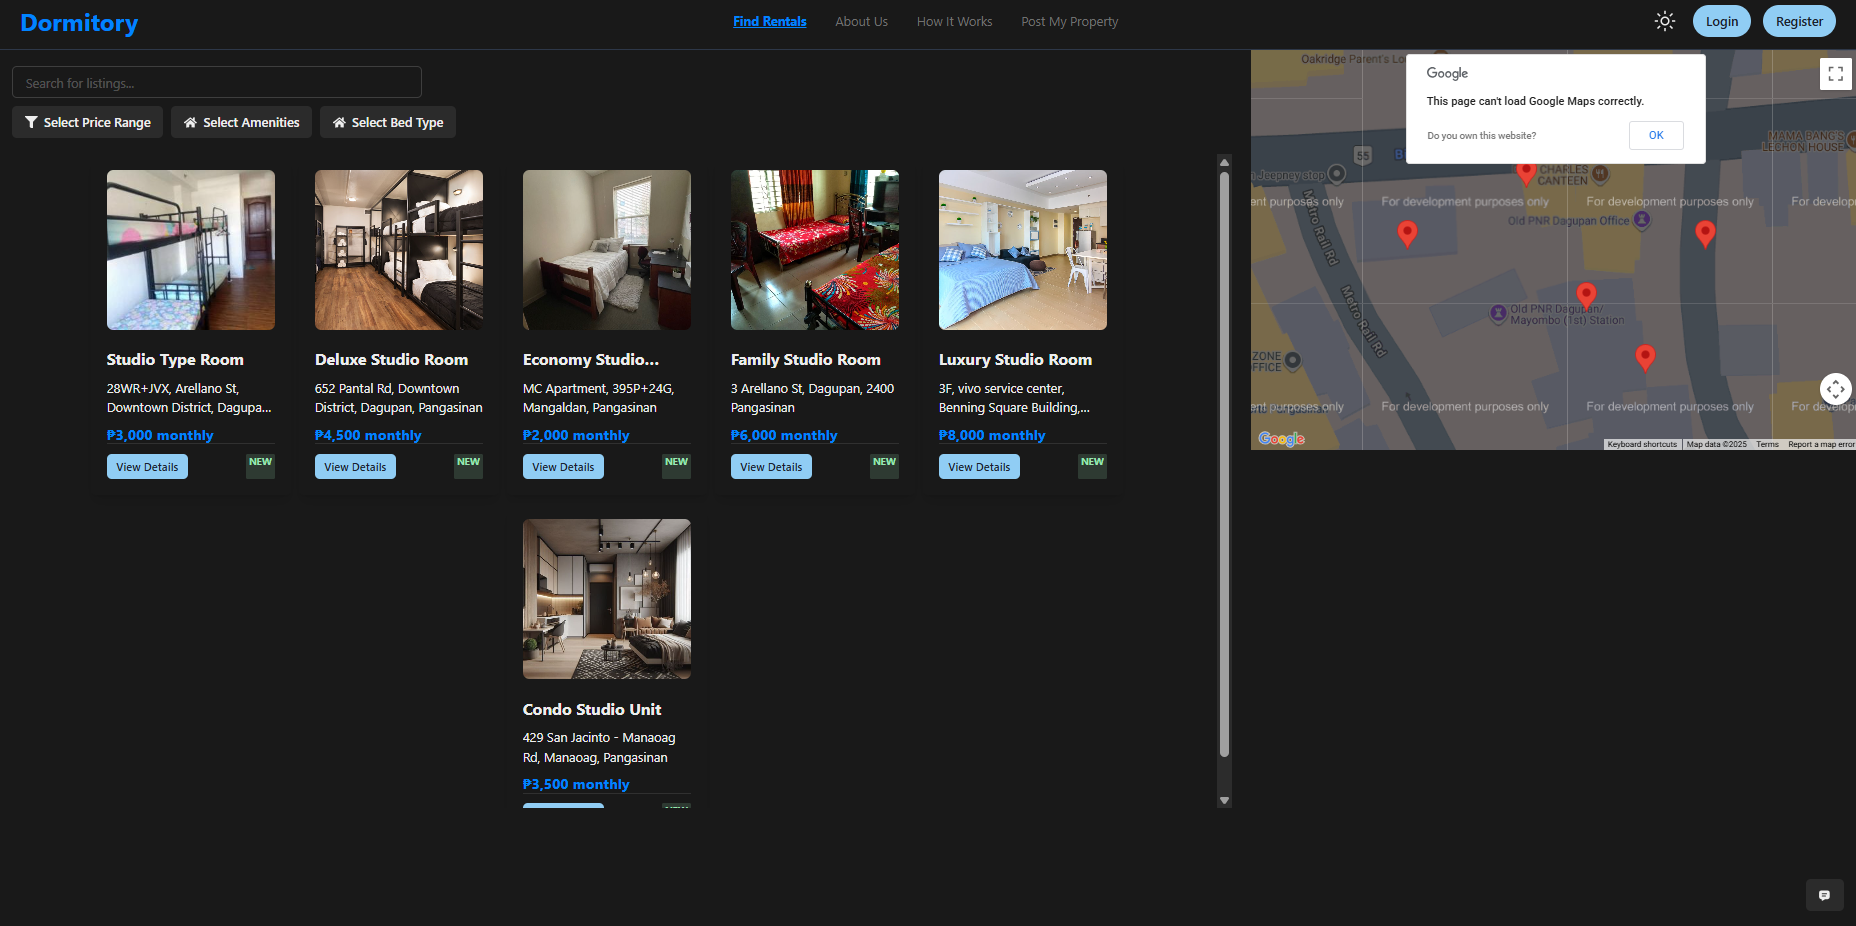 Dormitory
Find Rentals
About Us
How It Works
Post My Property
Login
Register
Search for listings...
Select Price Range
Select Amenities
Select Bed Type
Studio Type Room
28WR+JVX, Arellano St,
Downtown District, Dagupa...
₱3,000 monthly
View Details
NEW
Deluxe Studio Room
652 Pantal Rd, Downtown
District, Dagupan, Pangasinan
₱4,500 monthly
View Details
NEW
Economy Studio...
MC Apartment, 395P+24G,
Mangaldan, Pangasinan
₱2,000 monthly
View Details
NEW
Family Studio Room
3 Arellano St, Dagupan, 2400
Pangasinan
₱6,000 monthly
View Details
NEW
Luxury Studio Room
3F, vivo service center,
Benning Square Building,...
₱8,000 monthly
View Details
NEW
Condo Studio Unit
429 San Jacinto - Manaoag
Rd, Manaoag, Pangasinan
₱3,500 monthly
Oakridge Parent's
Google
This page can't load Google Maps correctly.
Do you own this website?
OK
MAMA BANG'S
LECHON HOUSE
55
Jeepney stop
CHARLES
CANTEEN
purposes only
For development purposes only
For development purposes only
For
Old PNR Dagupan Office
Metro Rail Rd
Metro Rail Rd
Old PNR Dagupan/
Mayombo (1st) Station
ZONE
purposes only
For development purposes only
For development purposes only
For
Google
Keyboard shortcuts
Map data ©2025
Terms
Report a map error